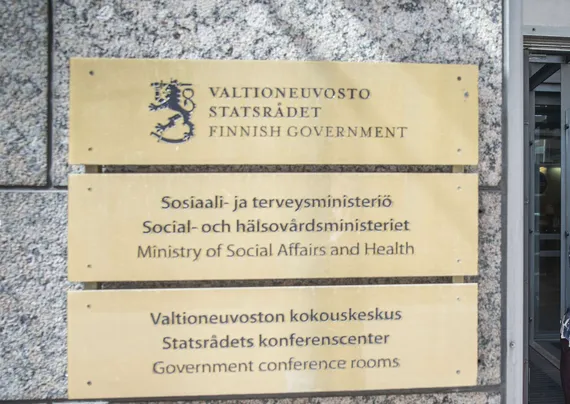 VALTIONEUVOSTO
STATSRÅDET
FINNISH GOVERNMENT
Sosiaali- ja terveysministeriö
Social- och hälsovårdsministeriet
Ministry of Social Affairs and Health
Valtioneuvoston kokouskeskus
Statsrådets konferenscenter
Government conference rooms